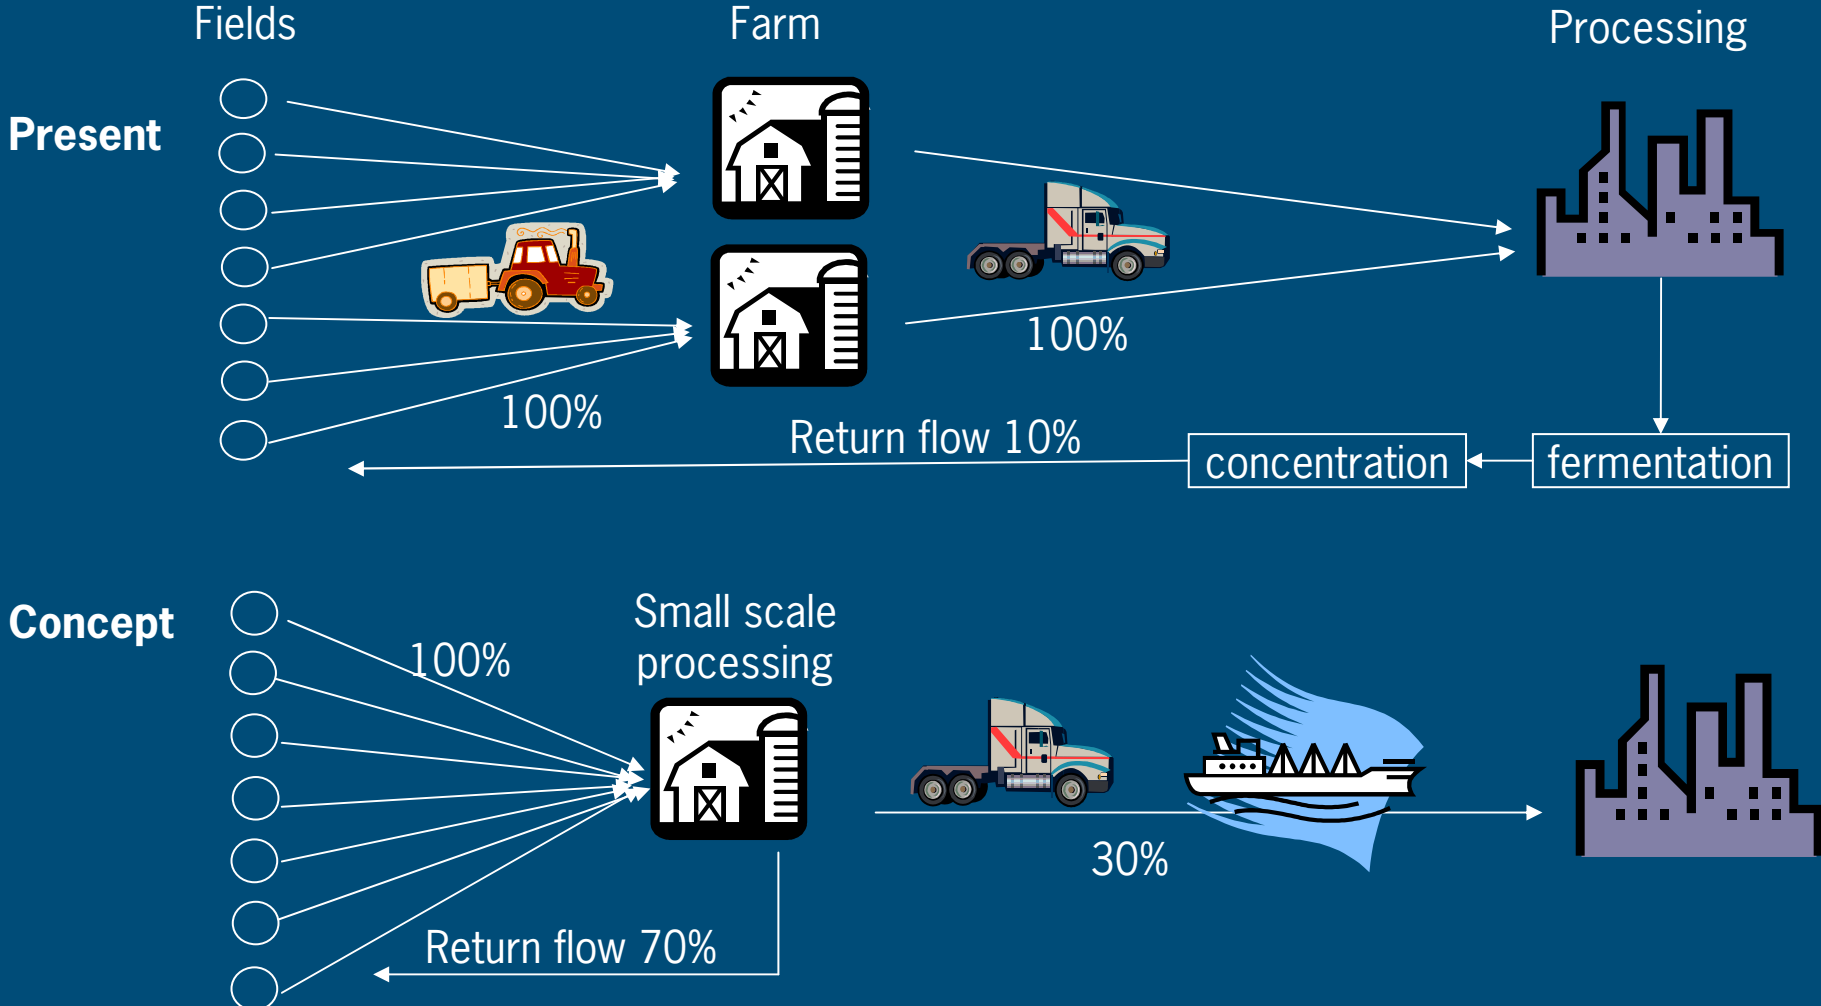 Fields
Farm
Processing
Present
100%
100%
Return flow 10%
concentration
fermentation
Concept
Small scale
processing
100%
30%
Return flow 70%